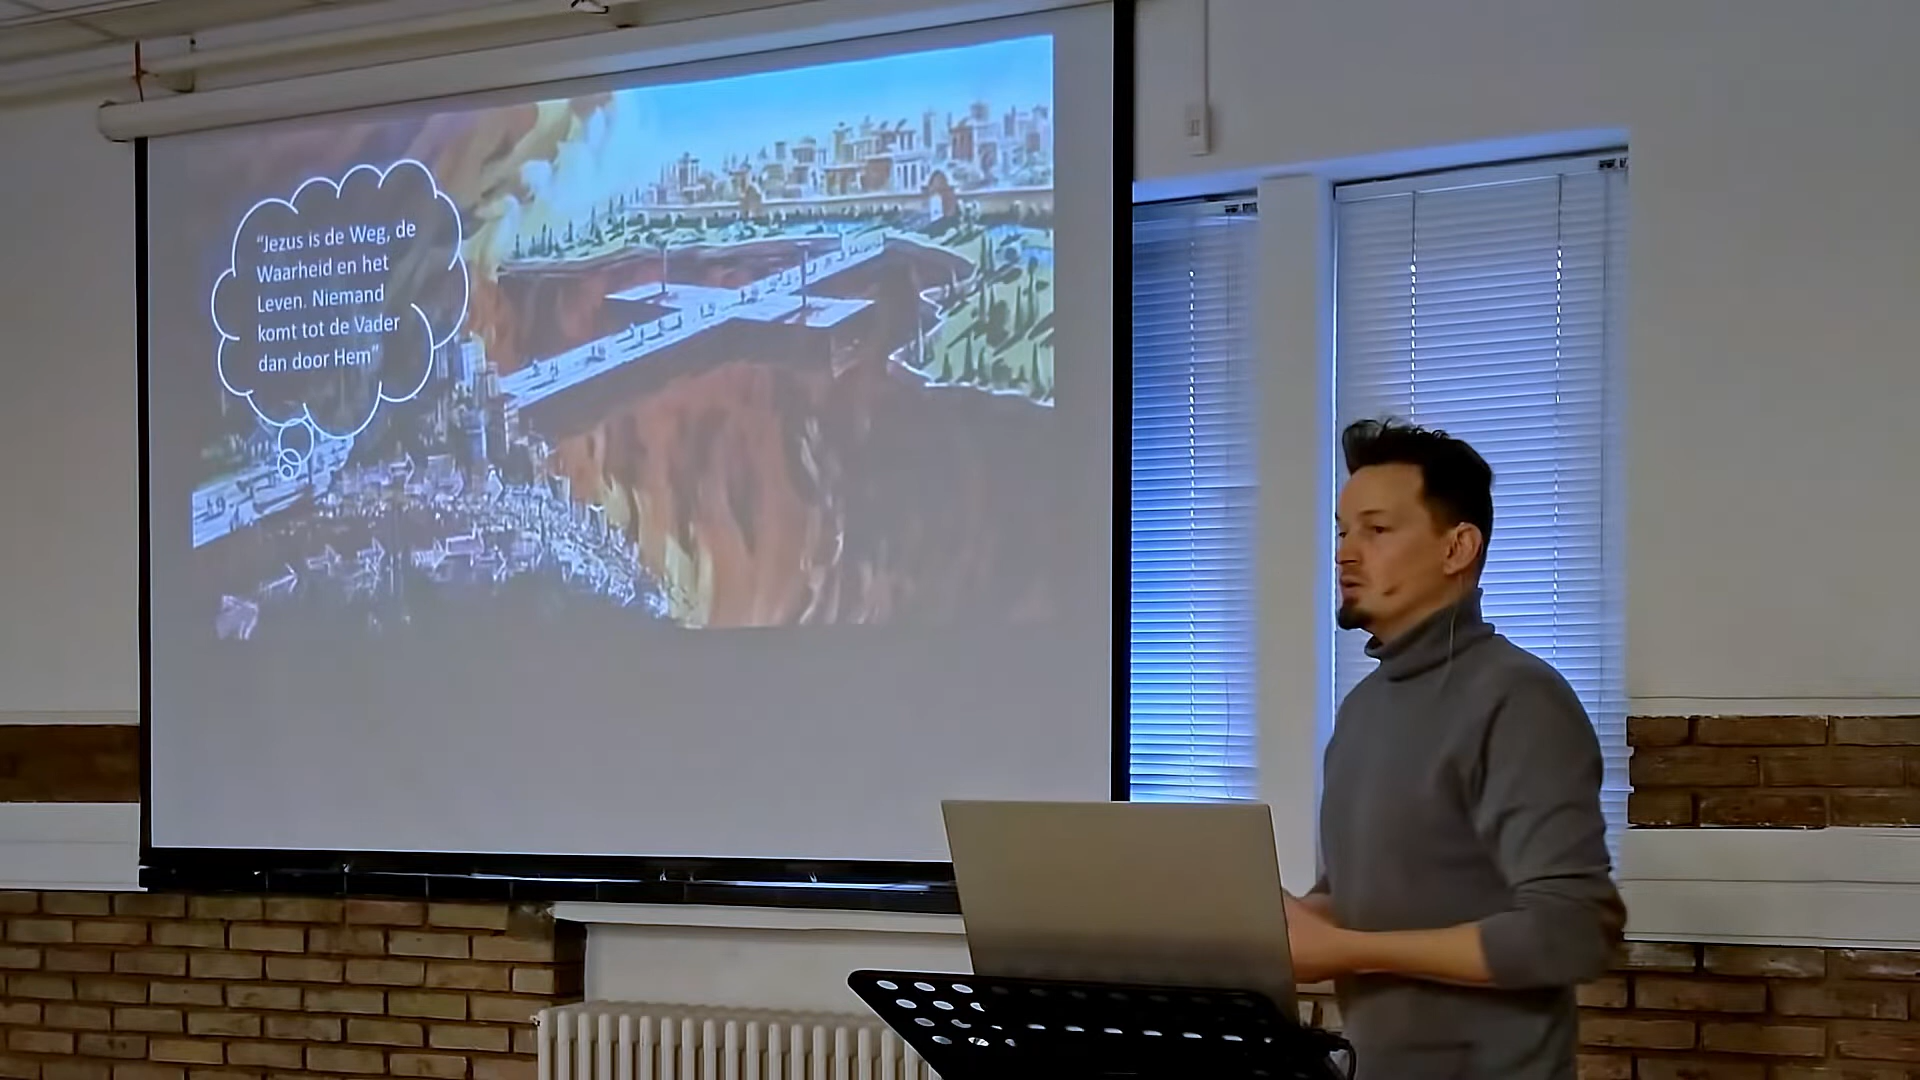 “Jezus is de Weg, de
Waarheid en het
Leven. Niemand
komt tot de Vader
dan door Hem”